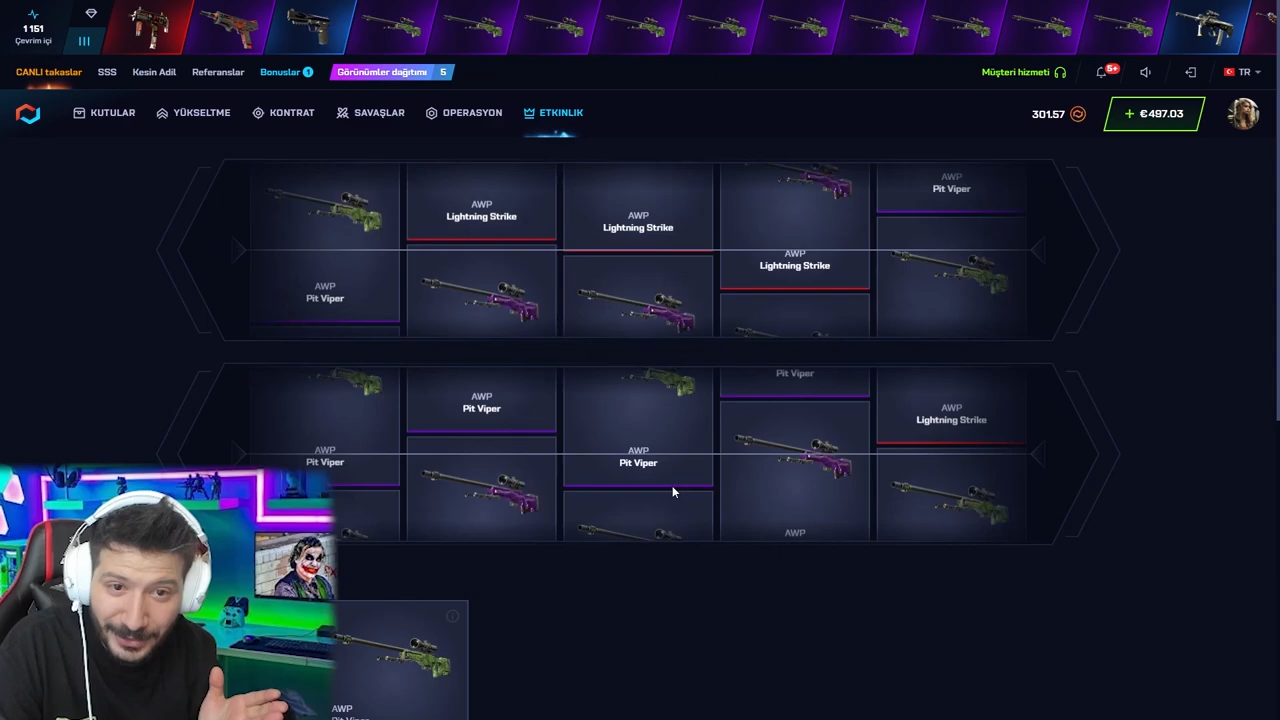 1 151
Çevrim içi
CANLI takaslar
SSS
Kesin Adil
Referanslar
Bonuslar 1
Görünümler dağıtımı 5
Müşteri hizmeti
5+
TR
KUTULAR
YÜKSELTME
KONTRAT
SAVAŞLAR
OPERASYON
ETKINLIK
301.57
+ €497.03
AWP
Pit Viper
AWP
Lightning Strike
AWP
Lightning Strike
AWP
Lightning Strike
AWP
Pit Viper
AWP
Pit Viper
AWP
Pit Viper
AWP
Pit Viper
Pit Viper
AWP
AWP
Lightning Strike
AWP
Pit Viper